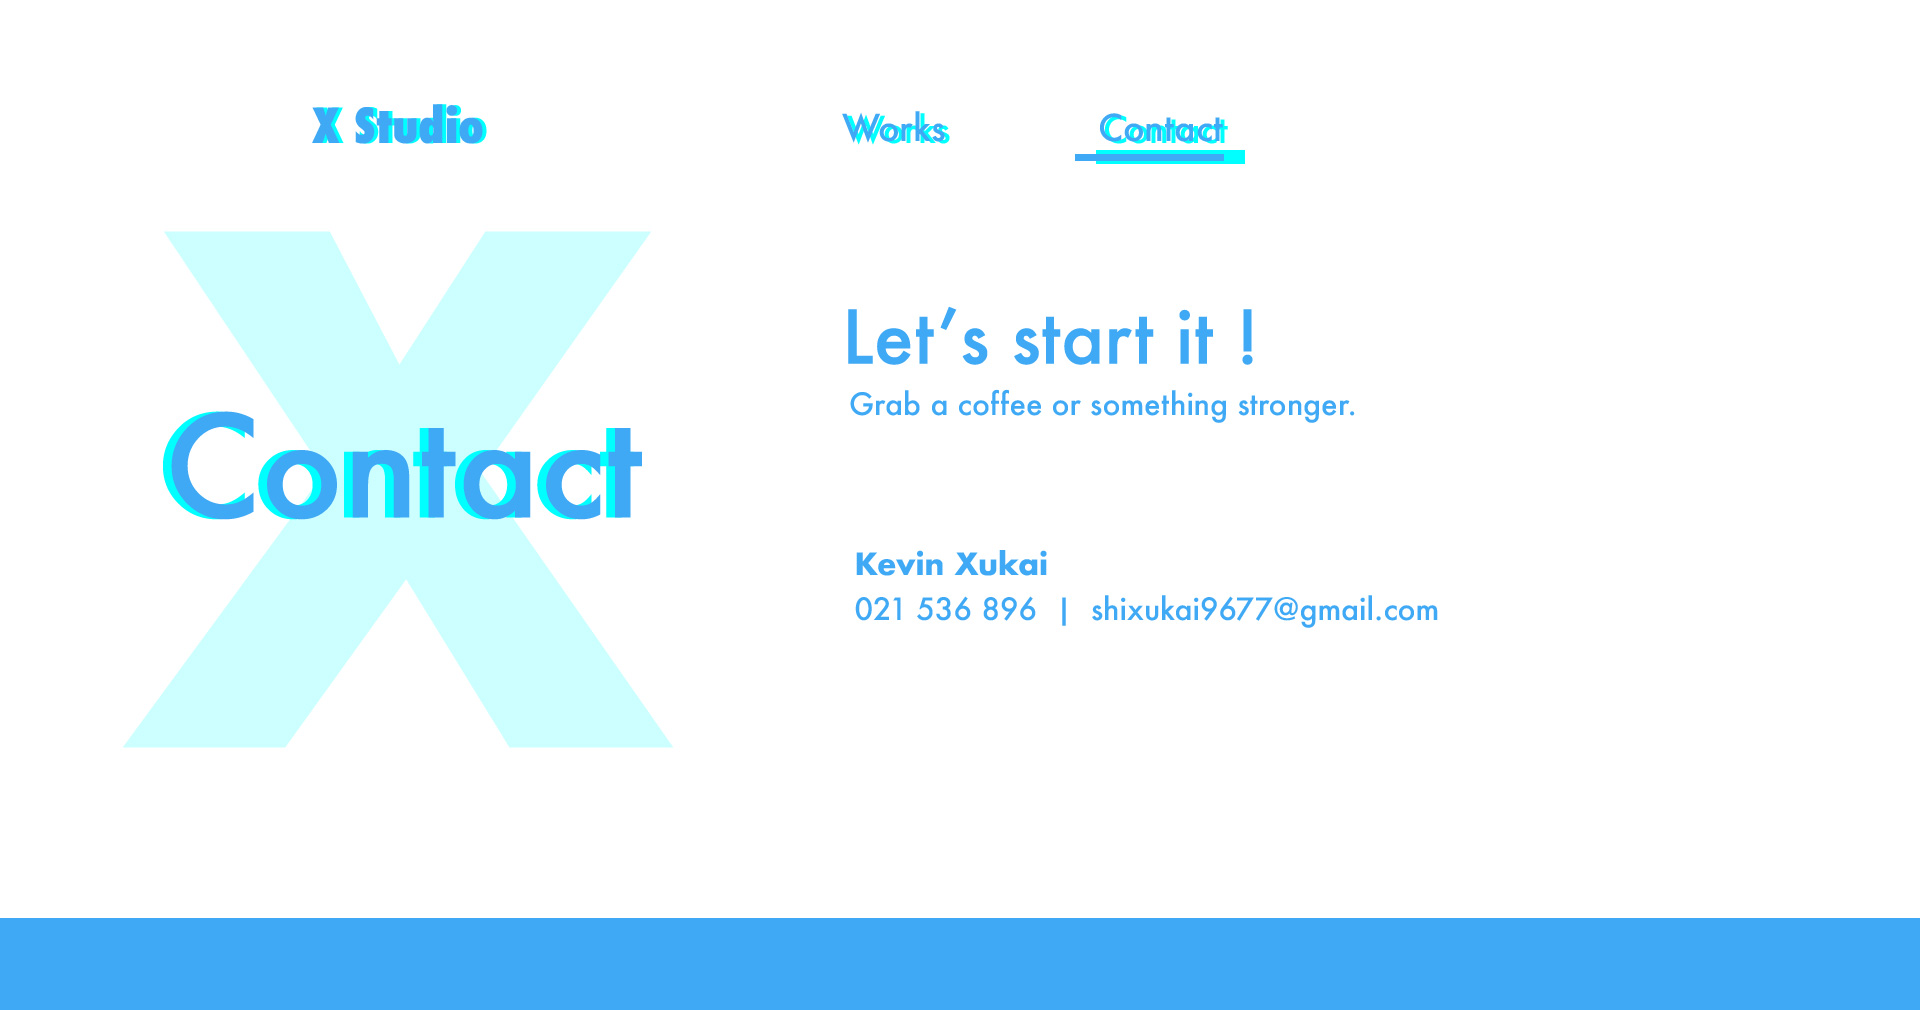 X Studio
Works
Contact
X
Contact
Let’s start it !
Grab a coffee or something stronger.
Kevin Xukai
021 536 896 | shixukai9677@gmail.com